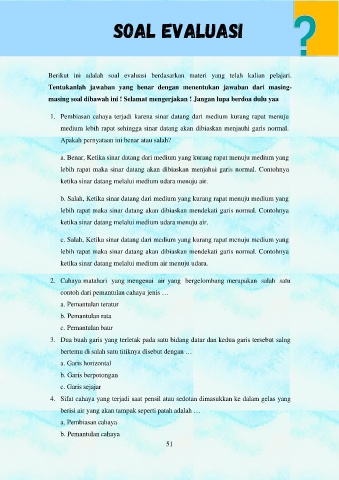 SOAL EVALUASI
?
Berikut ini adalah soal evaluasi berdasarkan materi yang telah kalian pelajari.
Tentukanlah jawaban yang benar dengan menentukan jawaban dari masing-
masing soal dibawah ini ! Selamat mengerjakan ! Jangan lupa berdoa dulu yaa
1. Pembiasan cahaya terjadi karena sinar datang dari medium kurang rapat menuju
medium lebih rapat sehingga sinar datang akan dibiaskan menjauhi garis normal.
Apakah pernyataan ini benar atau salah?
a. Benar, Ketika sinar datang dari medium yang kurang rapat menuju medium yang
lebih rapat maka sinar datang akan dibiaskan menjahui garis normal. Contohnya
ketika sinar datang melalui medium udara menuju air.
b. Salah, Ketika sinar datang dari medium yang kurang rapat menuju medium yang
lebih rapat maka sinar datang akan dibiaskan mendekati garis normal. Contohnya
ketika sinar datang melalui medium udara menuju air.
c. Salah, Ketika sinar datang dari medium yang kurang rapat menuju medium yang
lebih rapat maka sinar datang akan dibiaskan mendekati garis normal. Contohnya
ketika sinar datang melalui medium air menuju udara.
2. Cahaya matahari yang mengenai air yang bergelombang merupakan salah satu
contoh dari pemantulan cahaya jenis …
a. Pemantulan teratur
b. Pemantulan rata
c. Pemantulan baur
3. Dua buah garis yang terletak pada satu bidang datar dan kedua garis tersebut saling
bertemu di salah satu titiknya disebut dengan …
a. Garis horizontal
b. Garis berpotongan
c. Garis sejajar
4. Sifat cahaya yang terjadi saat pensil atau sedotan dimasukkan ke dalam gelas yang
berisi air yang akan tampak seperti patah adalah …
a. Pembiasan cahaya
b. Pemantulan cahaya
51